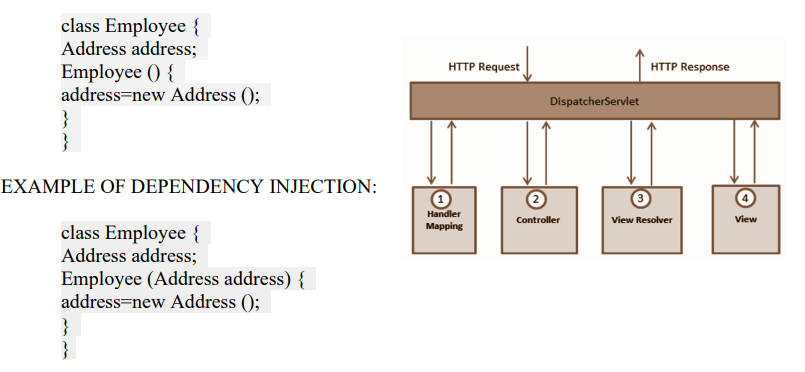 class Employee {
Address address;
Employee () {
address=new Address ();
}
}
EXAMPLE OF DEPENDENCY INJECTION:
class Employee {
Address address;
Employee (Address address) {
address=new Address ();
}
}
HTTP Request
HTTP Response
DispatcherServlet
1
Handler
Mapping
2
Controller
3
View Resolver
4
View